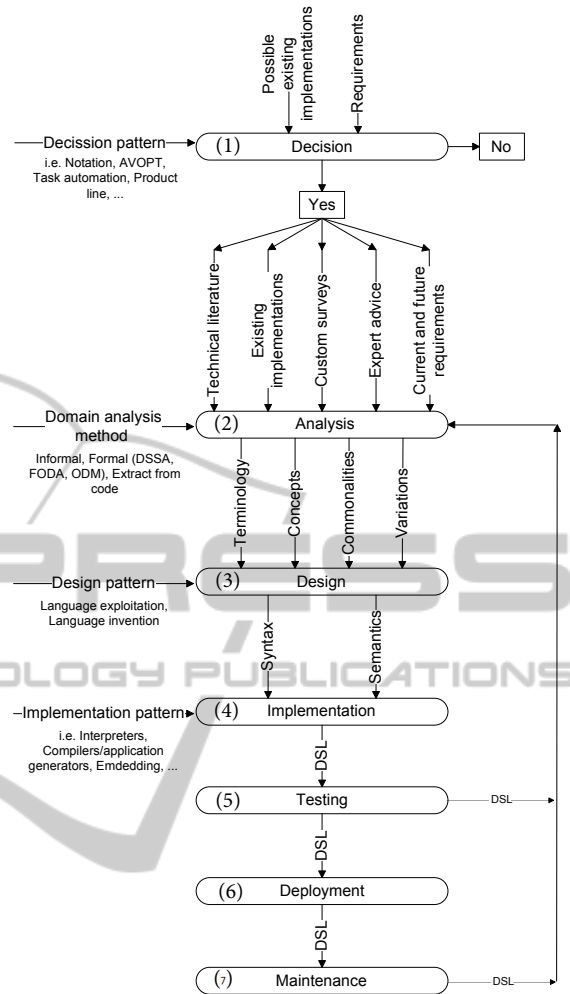 Possible
existing
implementations
Requirements
Decission pattern
i.e. Notation, AVOPT,
Task automation, Product
line, ...
(1) Decision
No
Yes
Technical literature
Existing
implementations
Custom surveys
Expert advice
Current and future
requirements
Domain analysis
method
Informal, Formal (DSSA,
FODA, ODM), Extract from
code
(2) Analysis
Terminology
Concepts
Commonalities
Variations
PRESS
Design pattern
Language exploitation,
Language invention
(3) Design
Syntax
Semantics
OLOGY PUBLICATIONS
Implementation pattern
i.e. Interpreters,
Compilers/application
generators, Emdedding, ...
(4) Implementation
DSL
(5) Testing
DSL
DSL
(6) Deployment
DSL
(7) Maintenance
DSL